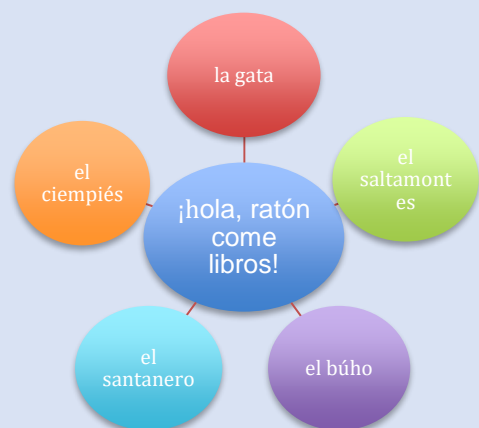 la gata
el
ciempiés
el
saltamont
es
¡hola, ratón
come
libros!
el
santanero
el búho